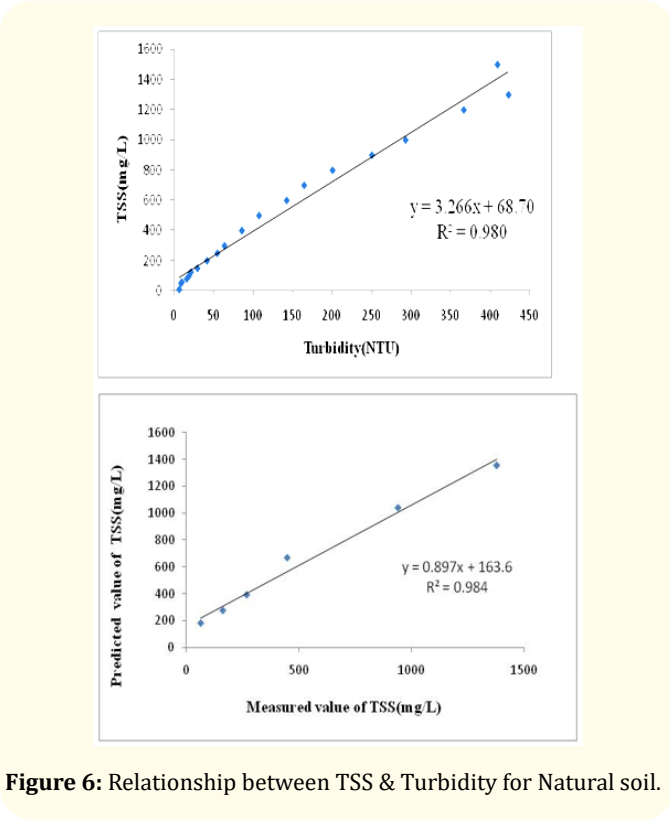 1600
1400
1200
1000
800
600
400
200
0
TSS(mg/L)
y = 3.266x + 68.70
R² = 0.980
0 50 100 150 200 250 300 350 400 450
Turbidity(NTU)
1600
1400
1200
1000
800
600
400
200
0
Predicted value of TSS(mg/L)
y = 0.897x + 163.6
R² = 0.984
0 500 1000 1500
Measured value of TSS(mg/L)
Figure 6: Relationship between TSS & Turbidity for Natural soil.